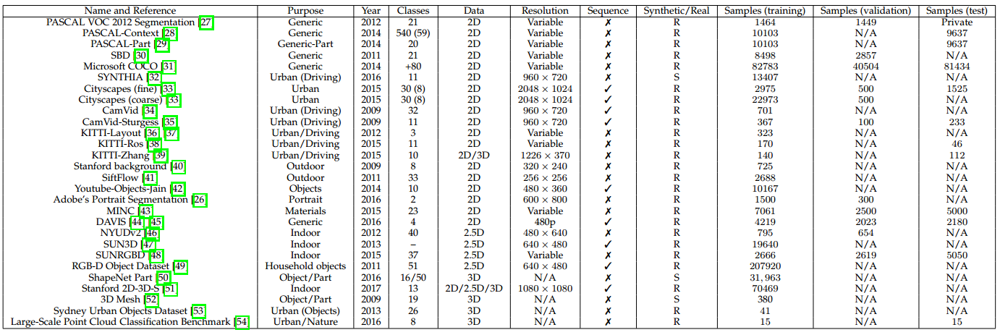 Name and Reference Purpose Year Classes Data Resolution Sequence Synthetic/Real Samples (training) Samples (validation) Samples (test)
PASCAL VOC 2012 Segmentation [27] Generic 2012 21 2D Variable ✗ R 1464 1449 Private
PASCAL-Context [28] Generic 2014 540 (59) 2D Variable ✗ R 10103 N/A 9637
PASCAL-Part [29] Generic-Part 2014 20 2D Variable ✗ R 10103 N/A 9637
SBD [30] Generic 2011 21 2D Variable ✗ R 8498 2857 N/A
Microsoft COCO [31] Generic 2014 +80 2D Variable ✗ R 82783 40504 81434
SYNTHIA [32] Urban (Driving) 2016 11 2D 960 × 720 ✗ S 13407 N/A N/A
Cityscapes (fine) [33] Urban 2015 30 (8) 2D 2048 × 1024 ✓ R 2975 500 1525
Cityscapes (coarse) [33] Urban 2015 30 (8) 2D 2048 × 1024 ✓ R 22973 500 N/A
CamVid [34] Urban (Driving) 2009 32 2D 960 × 720 ✓ R 701 N/A N/A
CamVid-Sturgess [35] Urban (Driving) 2009 11 2D 960 × 720 ✓ R 367 100 233
KITTI-Layout [36] [37] Urban/Driving 2012 3 2D Variable ✗ R 323 N/A N/A
KITTI-Ros [38] Urban/Driving 2015 11 2D Variable ✗ R 170 N/A 46
KITTI-Zhang [39] Urban/Driving 2015 10 2D/3D 1226 × 370 ✗ R 140 N/A 112
Stanford background [40] Outdoor 2009 8 2D 320 × 240 ✗ R 725 N/A N/A
SiftFlow [41] Outdoor 2011 33 2D 256 × 256 ✗ R 2688 N/A N/A
Youtube-Objects-Jain [42] Objects 2014 10 2D 480 × 360 ✓ R 10167 N/A N/A
Adobe's Portrait Segmentation [26] Portrait 2016 2 2D 600 × 800 ✗ R 1500 300 N/A
MINC [43] Materials 2015 23 2D Variable ✗ R 7061 2500 5000
DAVIS [44] [45] Generic 2016 4 2D 480p ✓ R 4219 2023 2180
NYUDv2 [46] Indoor 2012 40 2.5D 480 × 640 ✗ R 795 654 N/A
SUN3D [47] Indoor 2013 – 2.5D 640 × 480 ✓ R 19640 N/A N/A
SUNRGBD [48] Indoor 2015 37 2.5D Variable ✗ R 2666 2619 5050
RGB-D Object Dataset [49] Household objects 2011 51 2.5D 640 × 480 ✓ R 207920 N/A N/A
ShapeNet Part [50] Object/Part 2016 16/50 3D N/A ✗ S 31,963 N/A N/A
Stanford 2D-3D-S [51] Indoor 2017 13 2D/2.5D/3D 1080 × 1080 ✓ R 70469 N/A N/A
3D Mesh [52] Object/Part 2009 19 3D N/A ✗ S 380 N/A N/A
Sydney Urban Objects Dataset [53] Urban (Objects) 2013 26 3D N/A ✗ R 41 N/A N/A
Large-Scale Point Cloud Classification Benchmark [54] Urban/Nature 2016 8 3D N/A ✗ R 15 N/A 15